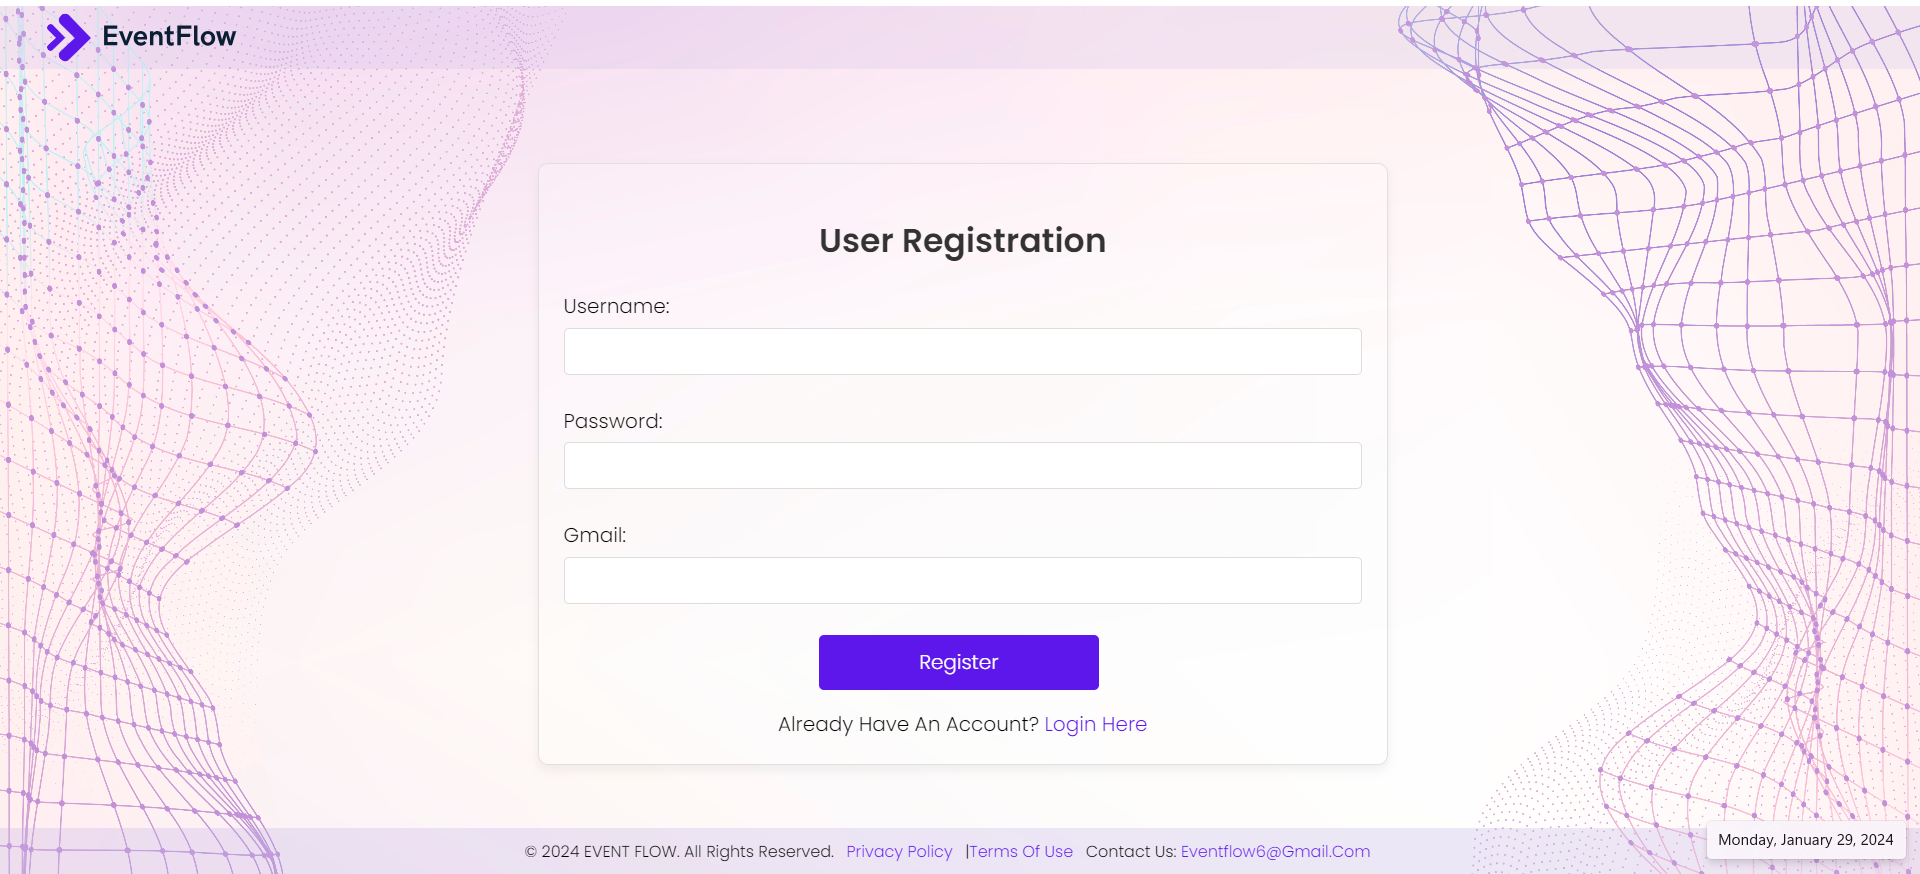 EventFlow
User Registration
Username:
Password:
Gmail:
Register
Already Have An Account? Login Here
© 2024 EVENT FLOW. All Rights Reserved. Privacy Policy |Terms Of Use Contact Us: Eventflow6@Gmail.Com
Monday, January 29, 2024